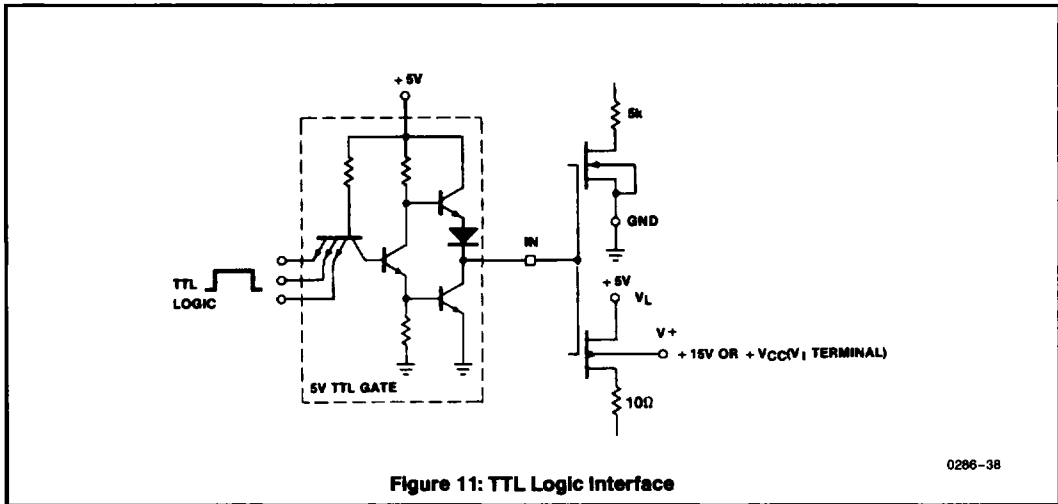 + 5V
5k
GND
IN
TTL
LOGIC
+ 5V
VL
V+
+ 15V OR + VCC(V1 TERMINAL)
10Ω
5V TTL GATE
0286-38
Figure 11: TTL Logic Interface